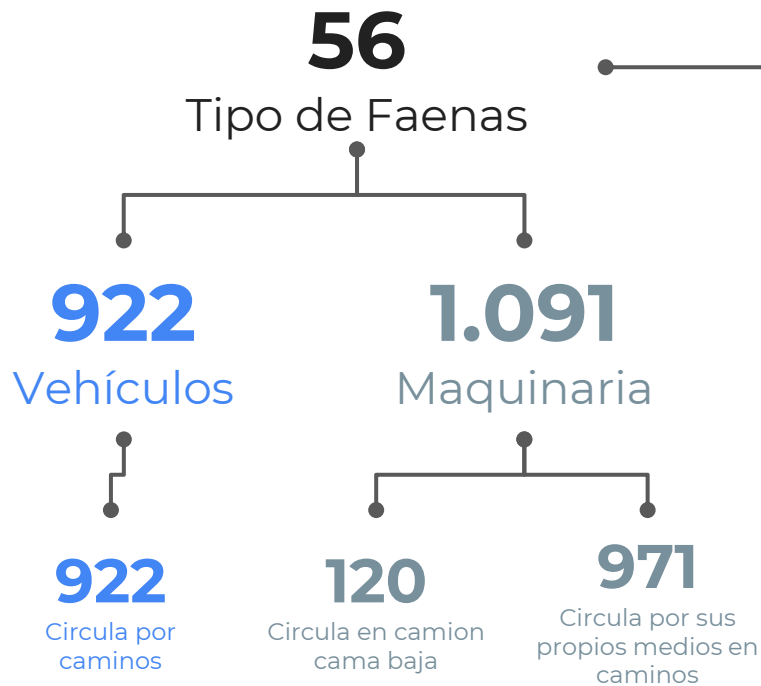 56
Tipo de Faenas
922
Vehículos
1.091
Maquinaria
922
Circula por
caminos
120
Circula en camion
cama baja
971
Circula por sus
propios medios en
caminos